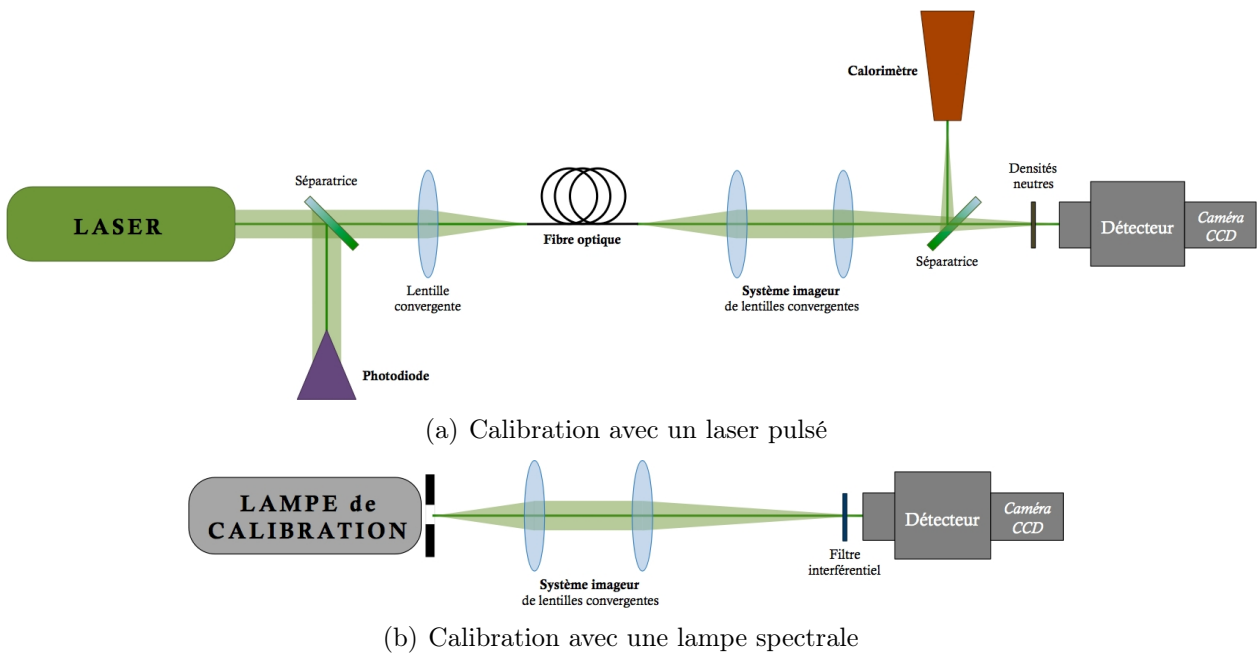 Calorimètre
Séparatrice
Densités
neutres
LASER
Fibre optique
Détecteur
Caméra
CCD
Séparatrice
Lentille
convergente
Système imageur
de lentilles convergentes
Photodiode
(a) Calibration avec un laser pulsé
LAMPE de
CALIBRATION
Détecteur
Caméra
CCD
Filtre
interférentiel
Système imageur
de lentilles convergentes
(b) Calibration avec une lampe spectrale